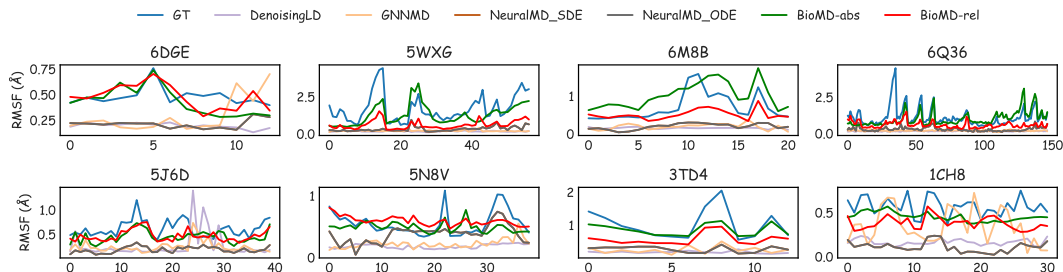 GT DenoisingLD GNNMD NeuralMD_SDE NeuralMD_ODE BioMD-abs BioMD-rel
6DGE 5WXG 6M8B 6Q36
RMSF (Å)
0.75
0.50
0.25
0 5 10
2.5
0.0
0 20 40
1
0
0 5 10 15 20
2.5
0.0
0 50 100 150
5J6D 5N8V 3TD4 1CH8
RMSF (Å)
1.0
0.5
0 10 20 30 40
1
0
0 10 20 30
2
1
0
0 5 10
0.5
0.0
0 10 20 30